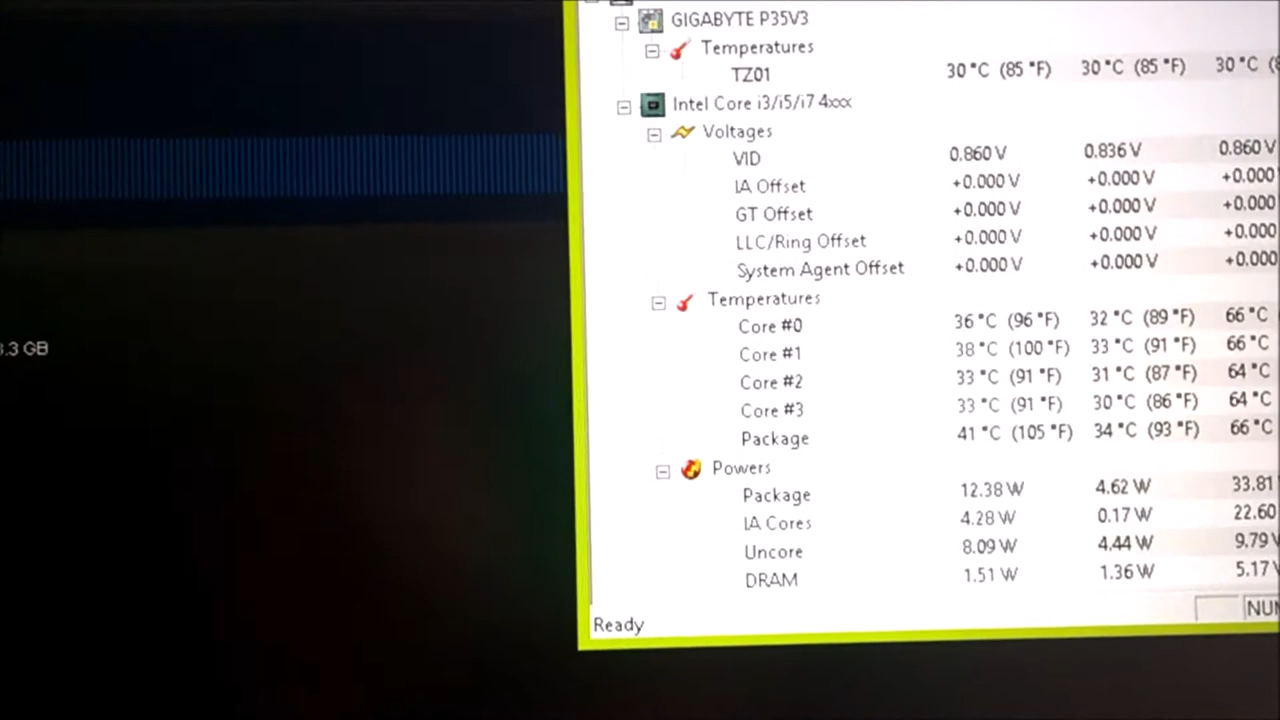 GIGABYTE P35V3
Temperatures
TZ01 30 °C (85 °F) 30 °C (85 °F) 30 °C
Intel Core i3/i5/i7 4xxx
Voltages
VID 0.860 V 0.836 V 0.860 V
IA Offset +0.000 V +0.000 V +0.000
GT Offset +0.000 V +0.000 V +0.000
LLC/Ring Offset +0.000 V +0.000 V +0.000
System Agent Offset +0.000 V +0.000 V +0.000
Temperatures
Core #0 36 °C (96 °F) 32 °C (89 °F) 66 °C
Core #1 38 °C (100 °F) 33 °C (91 °F) 66 °C
Core #2 33 °C (91 °F) 31 °C (87 °F) 64 °C
Core #3 33 °C (91 °F) 30 °C (86 °F) 64 °C
.3 GB
Package 41 °C (105 °F) 34 °C (93 °F) 66 °C
Powers
Package 12.38 W 4.62 W 33.81
IA Cores 4.28 W 0.17 W 22.60
Uncore 8.09 W 4.44 W 9.79 W
DRAM 1.51 W 1.36 W 5.17 W
Ready NUM